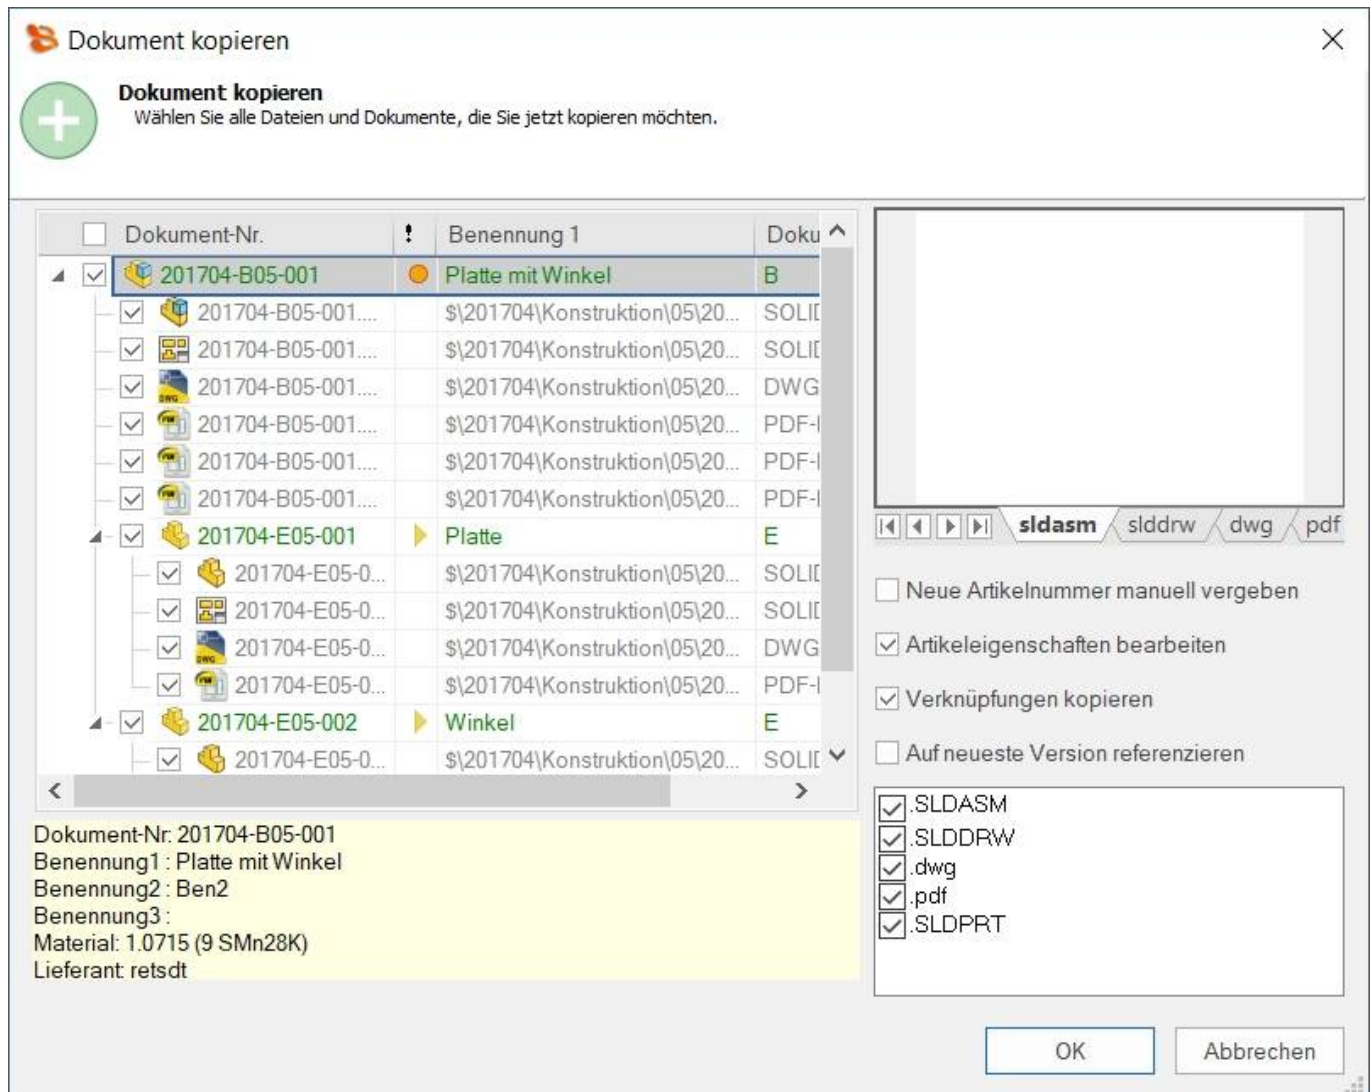 Dokument kopieren
Dokument kopieren
Wählen Sie alle Dateien und Dokumente, die Sie jetzt kopieren möchten.
Dokument-Nr. ! Benennung 1 Doku
201704-B05-001 Platte mit Winkel B
201704-B05-001.... $\201704\Konstruktion\05\20... SOLID
201704-B05-001.... $\201704\Konstruktion\05\20... SOLID
DWG 201704-B05-001.... $\201704\Konstruktion\05\20... DWG
201704-B05-001.... $\201704\Konstruktion\05\20... PDF-
201704-B05-001.... $\201704\Konstruktion\05\20... PDF-
201704-B05-001.... $\201704\Konstruktion\05\20... PDF-
201704-E05-001 Platte E
201704-E05-0... $\201704\Konstruktion\05\20... SOLID
201704-E05-0... $\201704\Konstruktion\05\20... SOLID
DWG 201704-E05-0... $\201704\Konstruktion\05\20... DWG
201704-E05-0... $\201704\Konstruktion\05\20... PDF-
201704-E05-002 Winkel E
201704-E05-0... $\201704\Konstruktion\05\20... SOLID
Dokument-Nr: 201704-B05-001
Benennung1 : Platte mit Winkel
Benennung2 : Ben2
Benennung3 :
Material: 1.0715 (9 SMn28K)
Lieferant: retsdt
sldasm slddrw dwg pdf
Neue Artikelnummer manuell vergeben
Artikeleigenschaften bearbeiten
Verknüpfungen kopieren
Auf neueste Version referenzieren
.SLDASM
.SLDDRW
.dwg
.pdf
.SLDPRT
OK Abbrechen